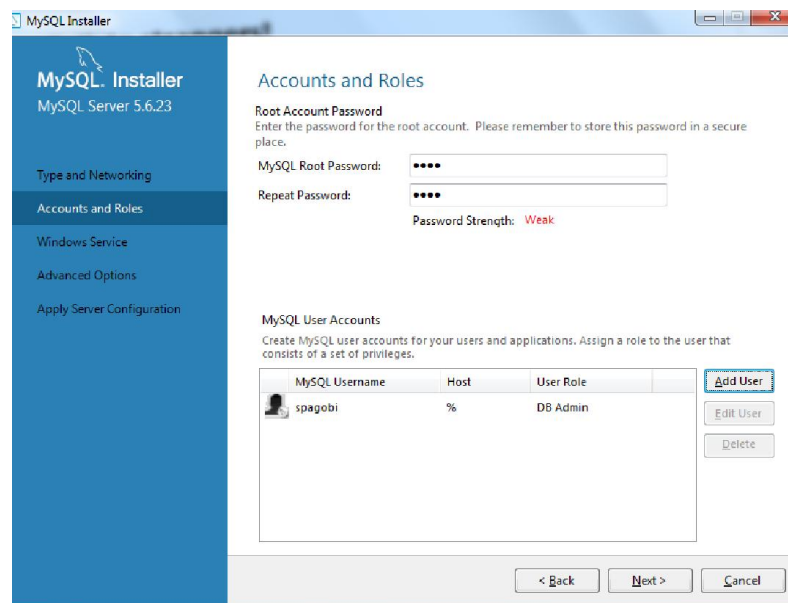 MySQL Installer
MySQL. Installer
MySQL Server 5.6.23
Type and Networking
Accounts and Roles
Windows Service
Advanced Options
Apply Server Configuration
Accounts and Roles
Root Account Password
Enter the password for the root account. Please remember to store this password in a secure
place.
MySQL Root Password: ●●●●
Repeat Password: ●●●●
Password Strength: Weak
MySQL User Accounts
Create MySQL user accounts for your users and applications. Assign a role to the user that
consists of a set of privileges.
MySQL Username Host User Role
spagobi % DB Admin
Add User
Edit User
Delete
< Back Next > Cancel